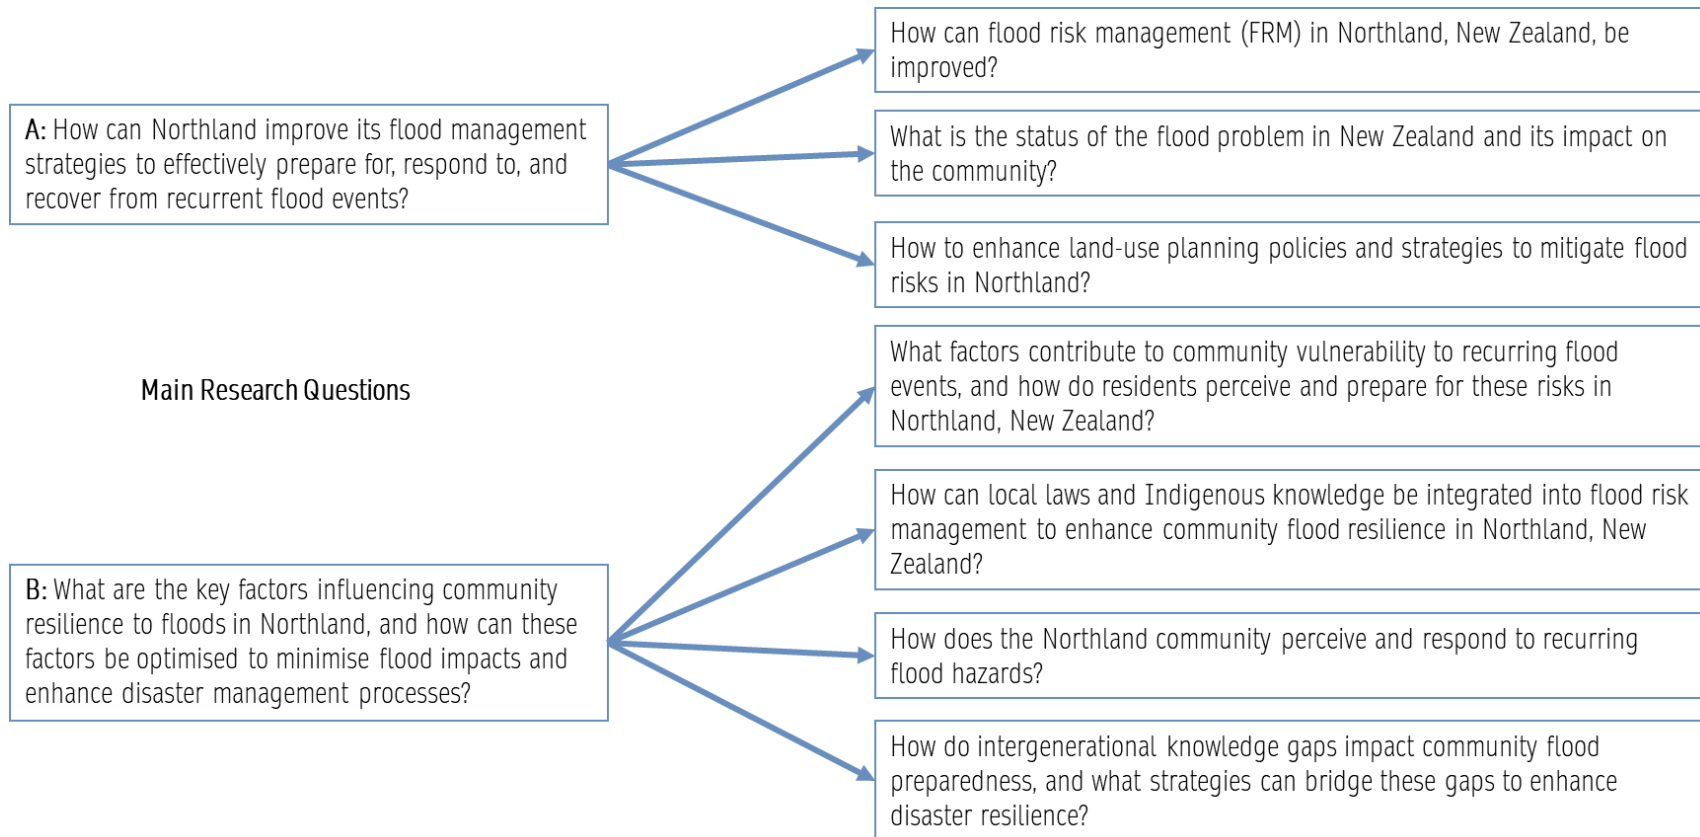 How can flood risk management (FRM) in Northland, New Zealand, be
improved?
A: How can Northland improve its flood management
strategies to effectively prepare for, respond to, and
recover from recurrent flood events?
What is the status of the flood problem in New Zealand and its impact on
the community?
How to enhance land-use planning policies and strategies to mitigate flood
risks in Northland?
Main Research Questions
What factors contribute to community vulnerability to recurring flood
events, and how do residents perceive and prepare for these risks in
Northland, New Zealand?
How can local laws and Indigenous knowledge be integrated into flood risk
management to enhance community flood resilience in Northland, New
Zealand?
B: What are the key factors influencing community
resilience to floods in Northland, and how can these
factors be optimised to minimise flood impacts and
enhance disaster management processes?
How does the Northland community perceive and respond to recurring
flood hazards?
How do intergenerational knowledge gaps impact community flood
preparedness, and what strategies can bridge these gaps to enhance
disaster resilience?